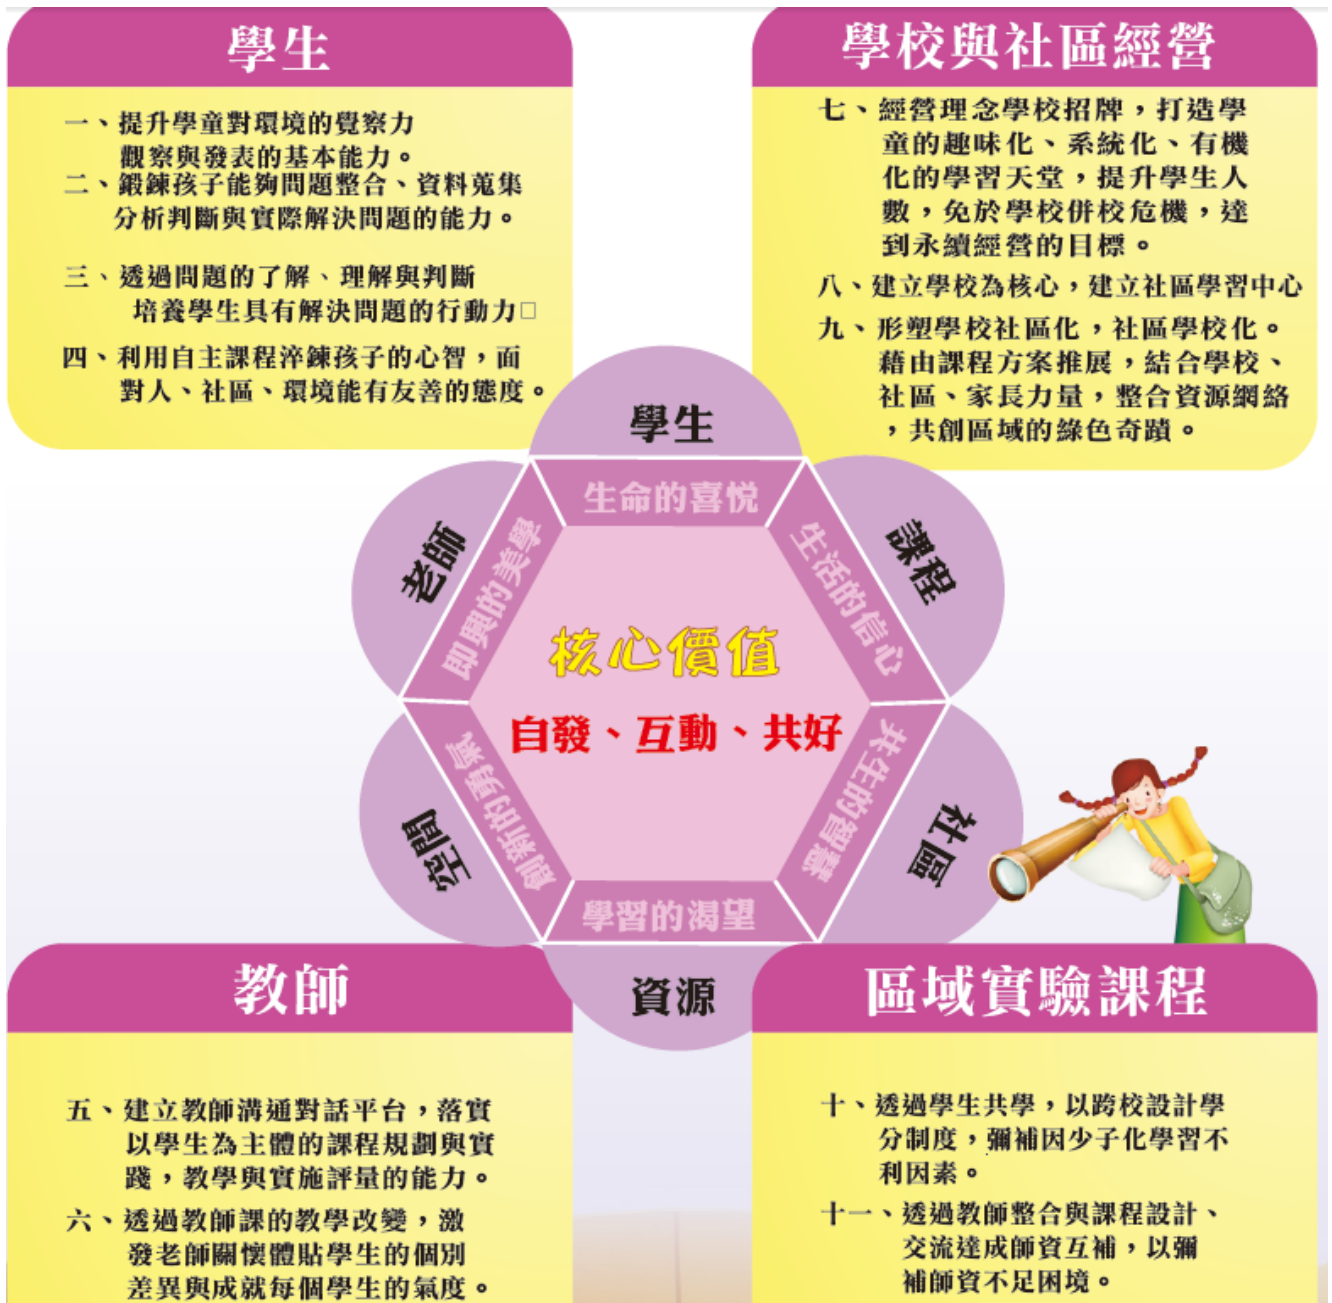 學生
一、提升學童對環境的覺察力
觀察與發表的基本能力。
二、鍛鍊孩子能夠問題整合、資料蒐集
分析判斷與實際解決問題的能力。
三、透過問題的了解、理解與判斷
培養學生具有解決問題的行動力□
四、利用自主課程淬鍊孩子的心智，面
對人、社區、環境能有友善的態度。
學校與社區經營
七、經營理念學校招牌，打造學
童的趣味化、系統化、有機
化的學習天堂，提升學生人
數，免於學校併校危機，達
到永續經營的目標。
八、建立學校為核心，建立社區學習中心
九、形塑學校社區化，社區學校化。
藉由課程方案推展，結合學校、
社區、家長力量，整合資源網絡
，共創區域的綠色奇蹟。
學生
生命的喜悅
課程
生活的信心
社區
共生的智慧
資源
學習的渴望
空間
創新的勇氣
老師
即興的美學
核心價值
自發、互動、共好
教師
五、建立教師溝通對話平台，落實
以學生為主體的課程規劃與實
踐，教學與實施評量的能力。
六、透過教師課的教學改變，激
發老師關懷體貼學生的個別
差異與成就每個學生的氣度。
區域實驗課程
十、透過學生共學，以跨校設計學
分制度，彌補因少子化學習不
利因素。
十一、透過教師整合與課程設計、
交流達成師資互補，以彌
補師資不足困境。